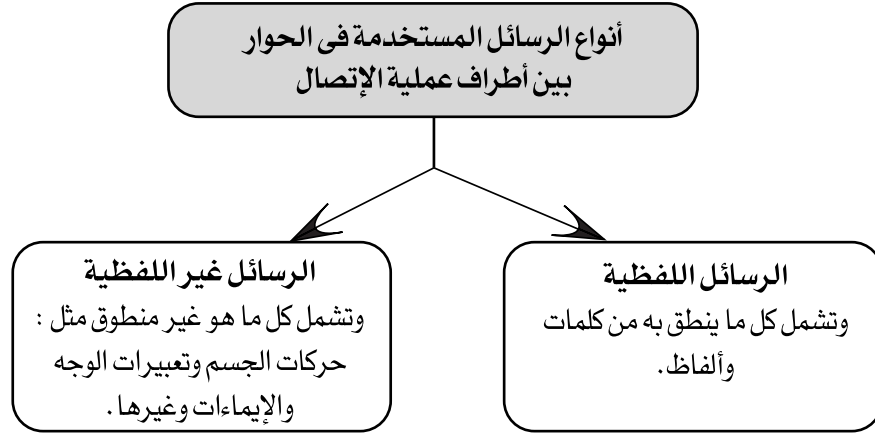 أنواع الرسائل المستخدمة فى الحوار
بين أطراف عملية الإتصال
الرسائل اللفظية
وتشمل كل ما ينطق به من كلمات
وألفاظ.
الرسائل غير اللفظية
وتشمل كل ما هو غير منطوق مثل :
حركات الجسم وتعبيرات الوجه
والإيماءات وغيرها .